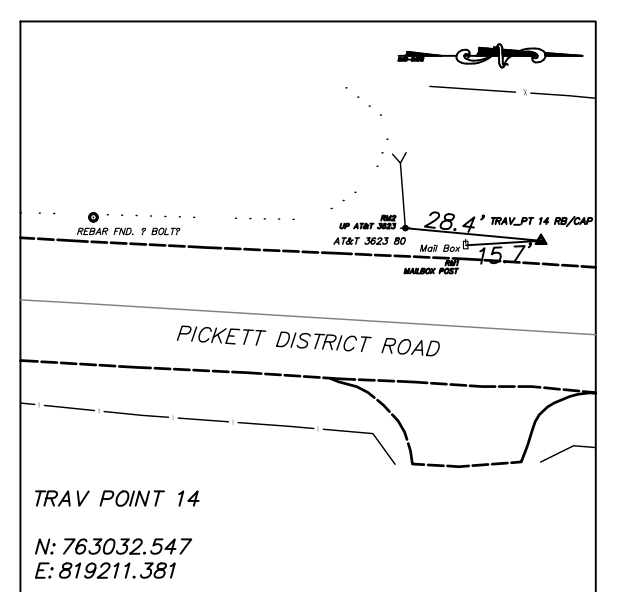 RM2
UP AT&T 3623
28.4'
TRAV_PT 14 RB/CAP
REBAR FND. ? BOLT?
AT&T 3623 80
Mail Box
15.7'
RM1
MAILBOX POST
PICKETT DISTRICT ROAD
TRAV POINT 14
N: 763032.547
E: 819211.381